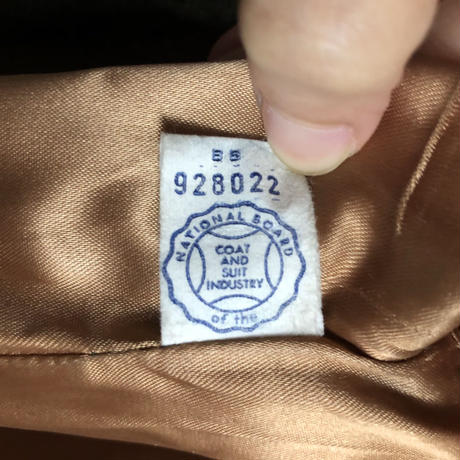 BB
928022
NATIONAL BOARD
of the
COAT
AND
SUIT
INDUSTRY